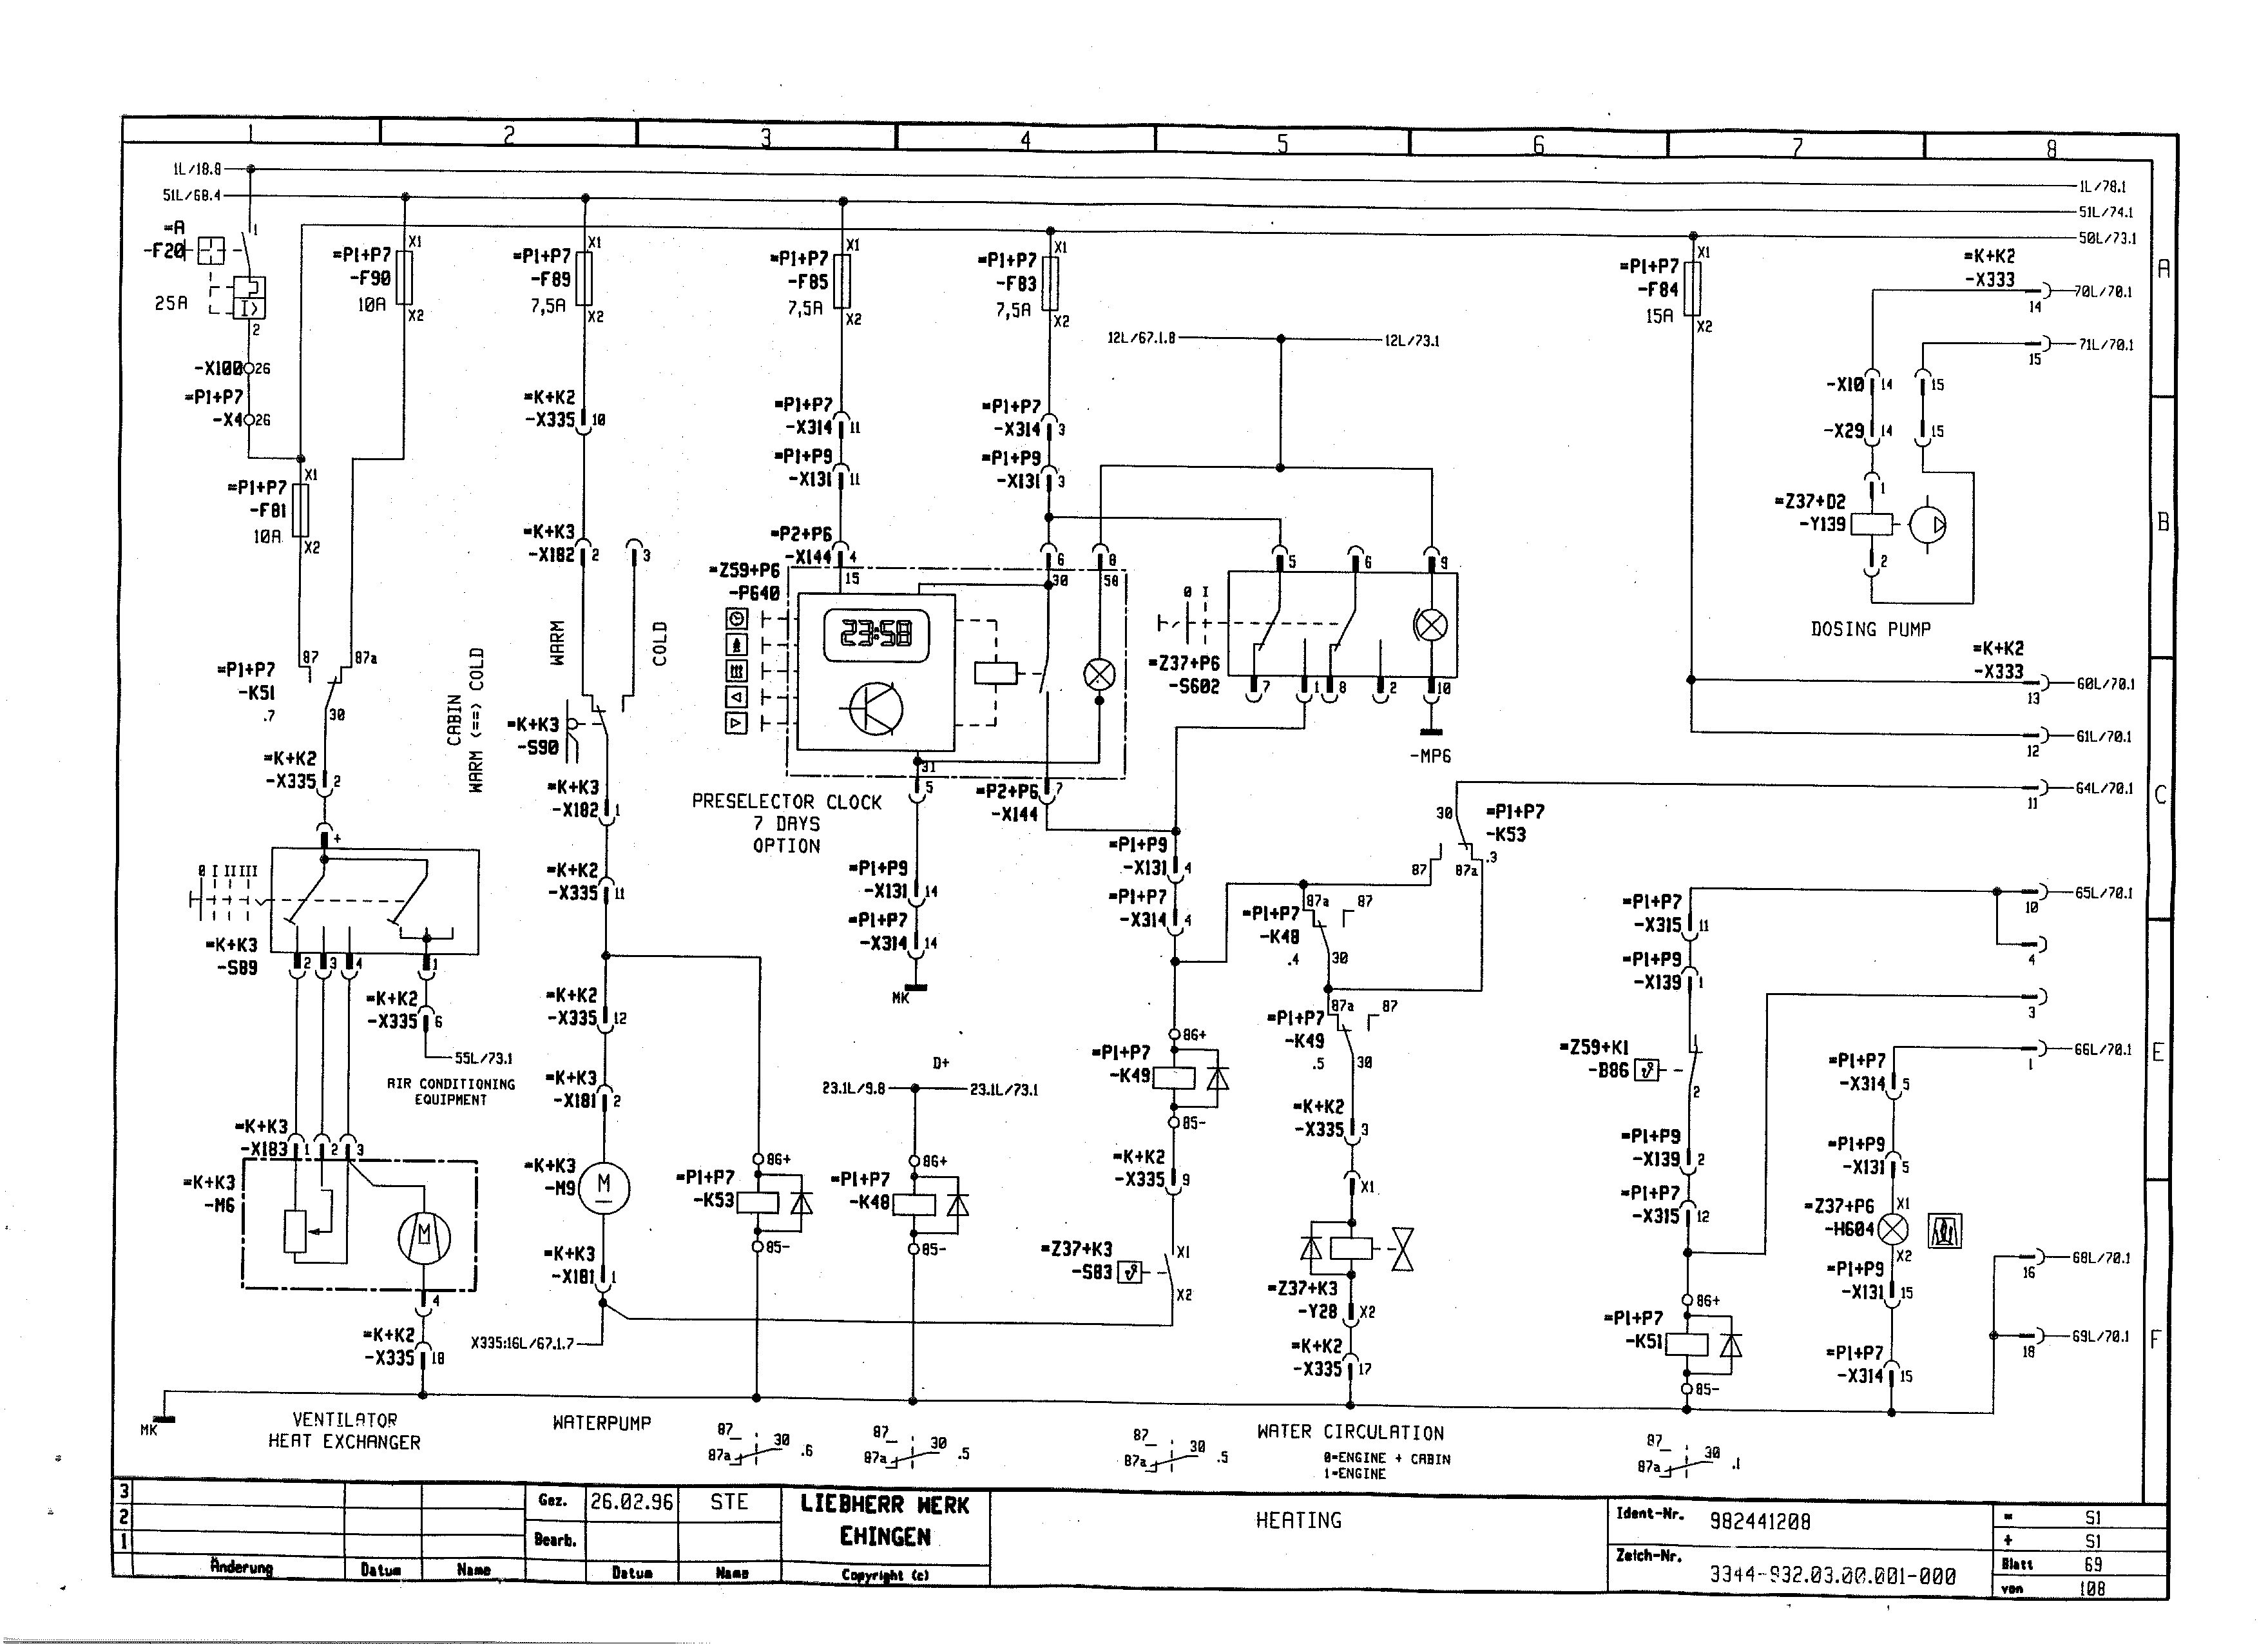 1 2 3 4 5 6 7 8
1L/18.8
1L/78.1
51L/68.4
51L/74.1
50L/73.1
=A
-F20
1
25A
2
-X100 26
=P1+P7
-X4 26
=P1+P7
-F81
10A
X1
X2
=P1+P7
-F90
10A
X1
X2
87 87a
=P1+P7
-K51
.7
30
=K+K2
-X335 2
+
0 I II III
=K+K3
-S89
2 3 4 1
=K+K2
-X335 6
55L/73.1
AIR CONDITIONING
EQUIPMENT
=K+K3
-X183 1 2 3
=K+K3
-M6
M
4
=K+K2
-X335 18
MK
VENTILATOR
HEAT EXCHANGER
=P1+P7
-F89
7,5A
X1
X2
=K+K2
-X335 10
=K+K3
-X182 2 3
WARM
COLD
CABIN
WARM <==> COLD
=K+K3
-S90
=K+K3
-X182 1
=K+K2
-X335 11
=K+K2
-X335 12
=K+K3
-X181 2
=K+K3
-M9
M
=K+K3
-X181 1
X335:16L/67.1.7
WATERPUMP
=P1+P7
-K53
86+
85-
87
87a
30
.6
=P1+P7
-F85
7,5A
X1
X2
=P1+P7
-X314 11
=P1+P9
-X131 11
=P2+P6
-X144 4
=Z59+P6
-P640
15
30
58
23:58
31
5
PRESELECTOR CLOCK
7 DAYS
OPTION
=P1+P9
-X131 14
=P1+P7
-X314 14
MK
D+
23.1L/9.8
23.1L/73.1
=P1+P7
-K48
86+
85-
87
87a
30
.5
=P1+P7
-F83
7,5A
X1
X2
=P1+P7
-X314 3
=P1+P9
-X131 3
6 8
=P2+P6
-X144
7
12L/67.1.8
12L/73.1
5 6 9
0 I
=Z37+P6
-S602
7 1 8 2 10
-MP6
=P1+P9
-X131 4
=P1+P7
-X314 4
=P1+P7
-K49
86+
85-
=K+K2
-X335 9
=Z37+K3
-S83
X1
X2
87
87a
30
.5
=P1+P7
-K48
.4
87a 87
30
=P1+P7
-K49
.5
87a 87
30
=K+K2
-X335 3
X1
=Z37+K3
-Y28 X2
=K+K2
-X335 17
WATER CIRCULATION
0=ENGINE + CABIN
1=ENGINE
30
=P1+P7
-K53
.3
87 87a
=P1+P7
-F84
15A
X1
X2
=P1+P7
-X315 11
=P1+P9
-X139 1
=Z59+K1
-B86
2
=P1+P9
-X139 2
=P1+P7
-X315 12
=P1+P7
-K51
86+
85-
87
87a
30
.1
=K+K2
-X333
14
70L/70.1
15
71L/70.1
-X10 14 15
-X29 14 15
1
=Z37+D2
-Y139
2
DOSING PUMP
=K+K2
-X333
13
60L/70.1
12
61L/70.1
11
64L/70.1
10
65L/70.1
4
3
1
66L/70.1
=P1+P7
-X314 5
=P1+P9
-X131 5
=Z37+P6
-H604
X1
X2
=P1+P9
-X131 15
=P1+P7
-X314 15
16
68L/70.1
18
69L/70.1
A
B
C
E
F
3
2
1
Änderung Datum Name
Gez. 26.02.96 STE
Bearb.
Datum Name
LIEBHERR WERK
EHINGEN
Copyright (c)
HEATING
Ident-Nr. 982441208
Zeich-Nr. 3344-932.03.00.001-000
= S1
+ S1
Blatt 69
von 108